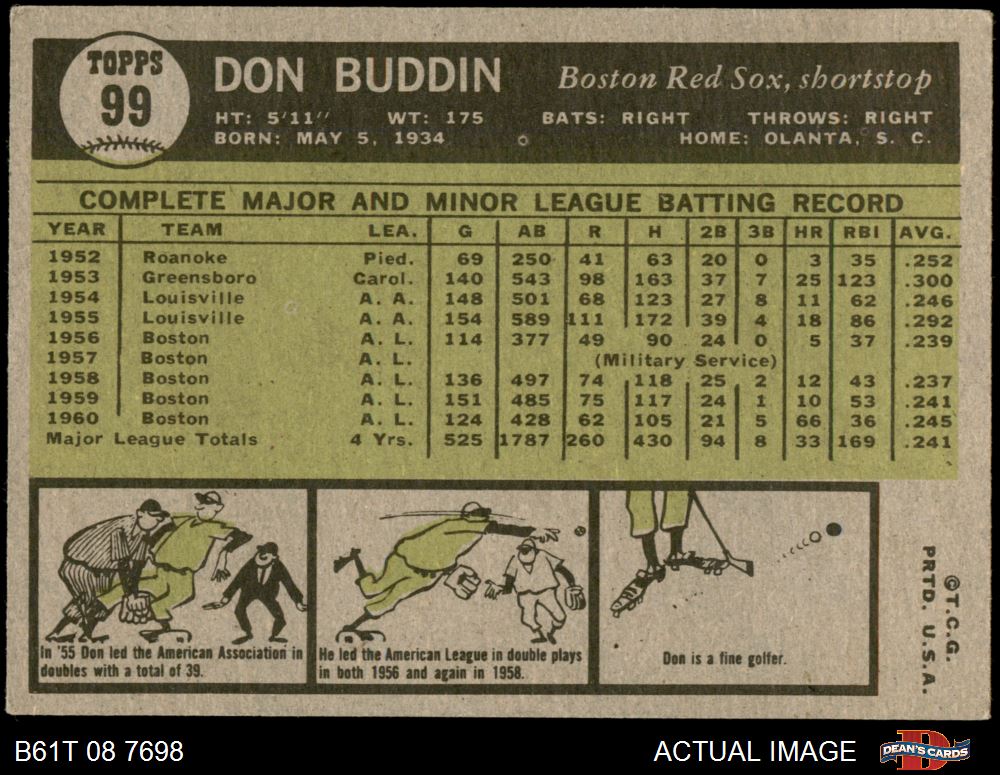 TOPPS
99
DON BUDDIN Boston Red Sox, shortstop
HT: 5'11" WT: 175 BATS: RIGHT THROWS: RIGHT
BORN: MAY 5, 1934 HOME: OLANTA, S. C.
COMPLETE MAJOR AND MINOR LEAGUE BATTING RECORD
YEAR TEAM LEA. G AB R H 2B 3B HR RBI AVG.
1952 Roanoke Pied. 69 250 41 63 20 0 3 35 .252
1953 Greensboro Carol. 140 543 98 163 37 7 25 123 .300
1954 Louisville A. A. 148 501 68 123 27 8 11 62 .246
1955 Louisville A. A. 154 589 111 172 39 4 18 86 .292
1956 Boston A. L. 114 377 49 90 24 0 5 37 .239
1957 Boston A. L. (Military Service)
1958 Boston A. L. 136 497 74 118 25 2 12 43 .237
1959 Boston A. L. 151 485 75 117 24 1 10 53 .241
1960 Boston A. L. 124 428 62 105 21 5 66 36 .245
Major League Totals 4 Yrs. 525 1787 260 430 94 8 33 169 .241
In '55 Don led the American Association in
doubles with a total of 39.
He led the American League in double plays
in both 1956 and again in 1958.
Don is a fine golfer.
©T.C.G.
PRTD. U.S.A.
B61T 08 7698 ACTUAL IMAGE DEAN'S CARDS